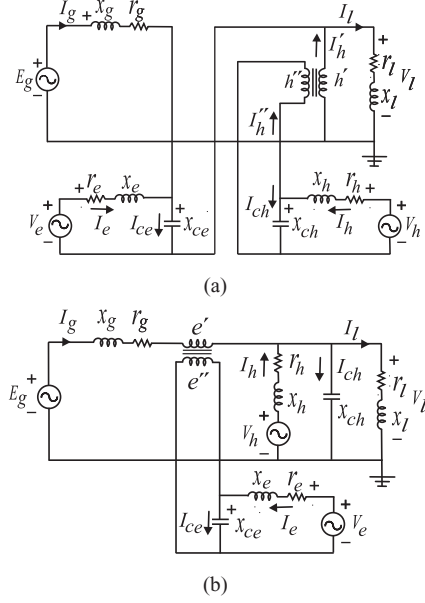 I_g + x_g r_g
I_l
+
I_h'
h'' h'
r_l V_l
x_l
−
E_g
+
−
I_h''
r_e x_e
+
V_e
−
I_e
I_ce
+
x_ce
I_ch
+
x_ch
x_h r_h +
I_h
V_h
−
(a)
I_g
x_g r_g
e'
e''
I_l
+
E_g
+
−
I_h
r_h
x_h
V_h
+
−
I_ch
x_ch
r_l V_l
x_l
−
I_ce
+
x_ce
x_e r_e +
I_e
V_e
−
(b)